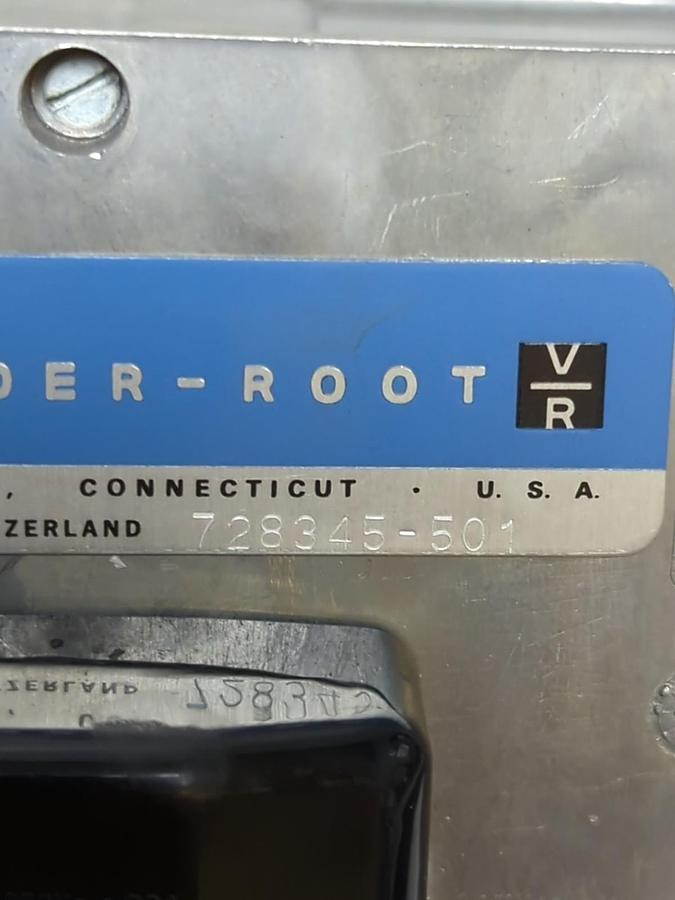 DER-ROOT
V
R
, CONNECTICUT · U. S. A.
ZERLAND 728345-501